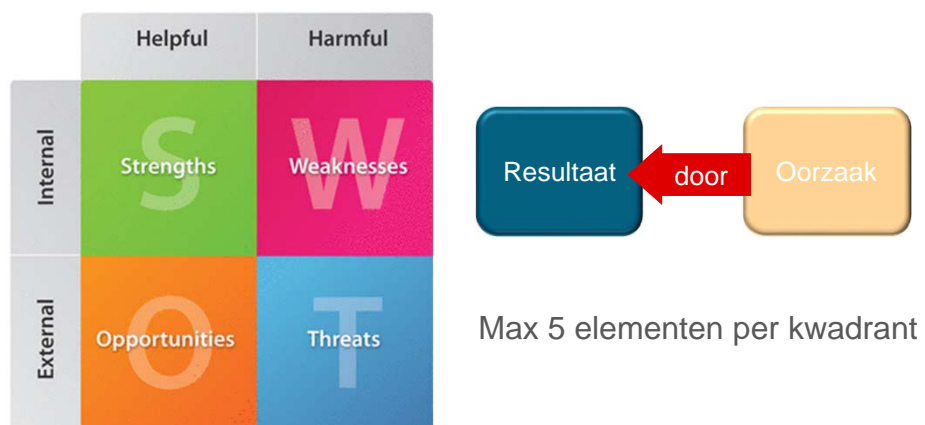 Helpful
Harmful
Internal
S
Strengths
W
Weaknesses
External
O
Opportunities
T
Threats
Resultaat
door
Oorzaak
Max 5 elementen per kwadrant